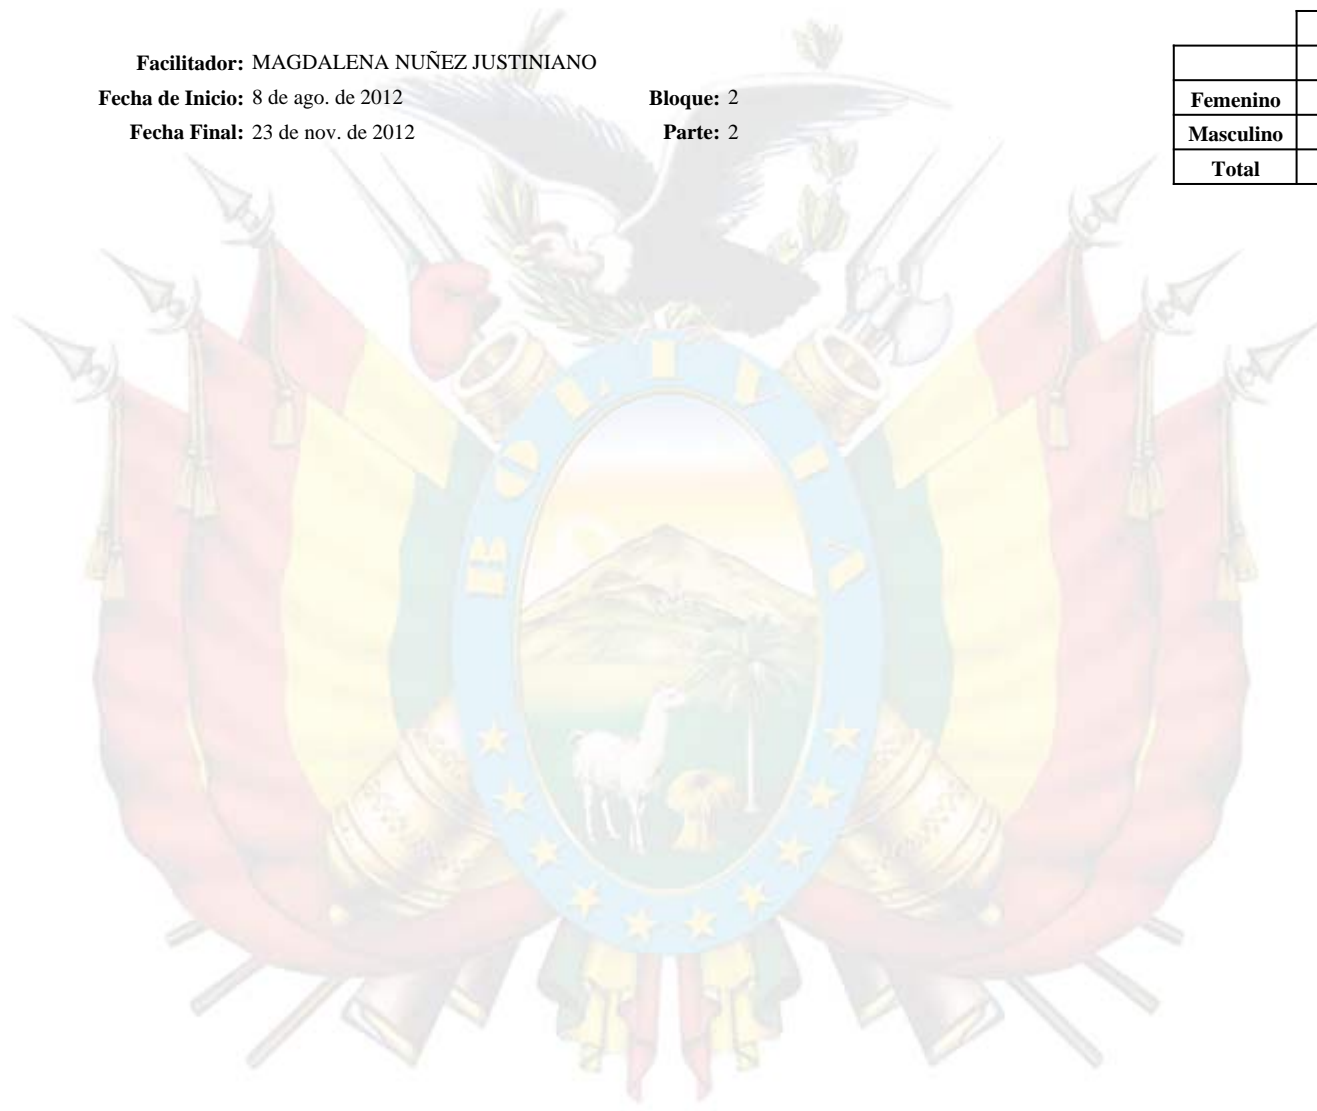 Facilitador: MAGDALENA NUÑEZ JUSTINIANO
Fecha de Inicio: 8 de ago. de 2012 Bloque: 2
Fecha Final: 23 de nov. de 2012 Parte: 2
Femenino
Masculino
Total
BOLIVIA